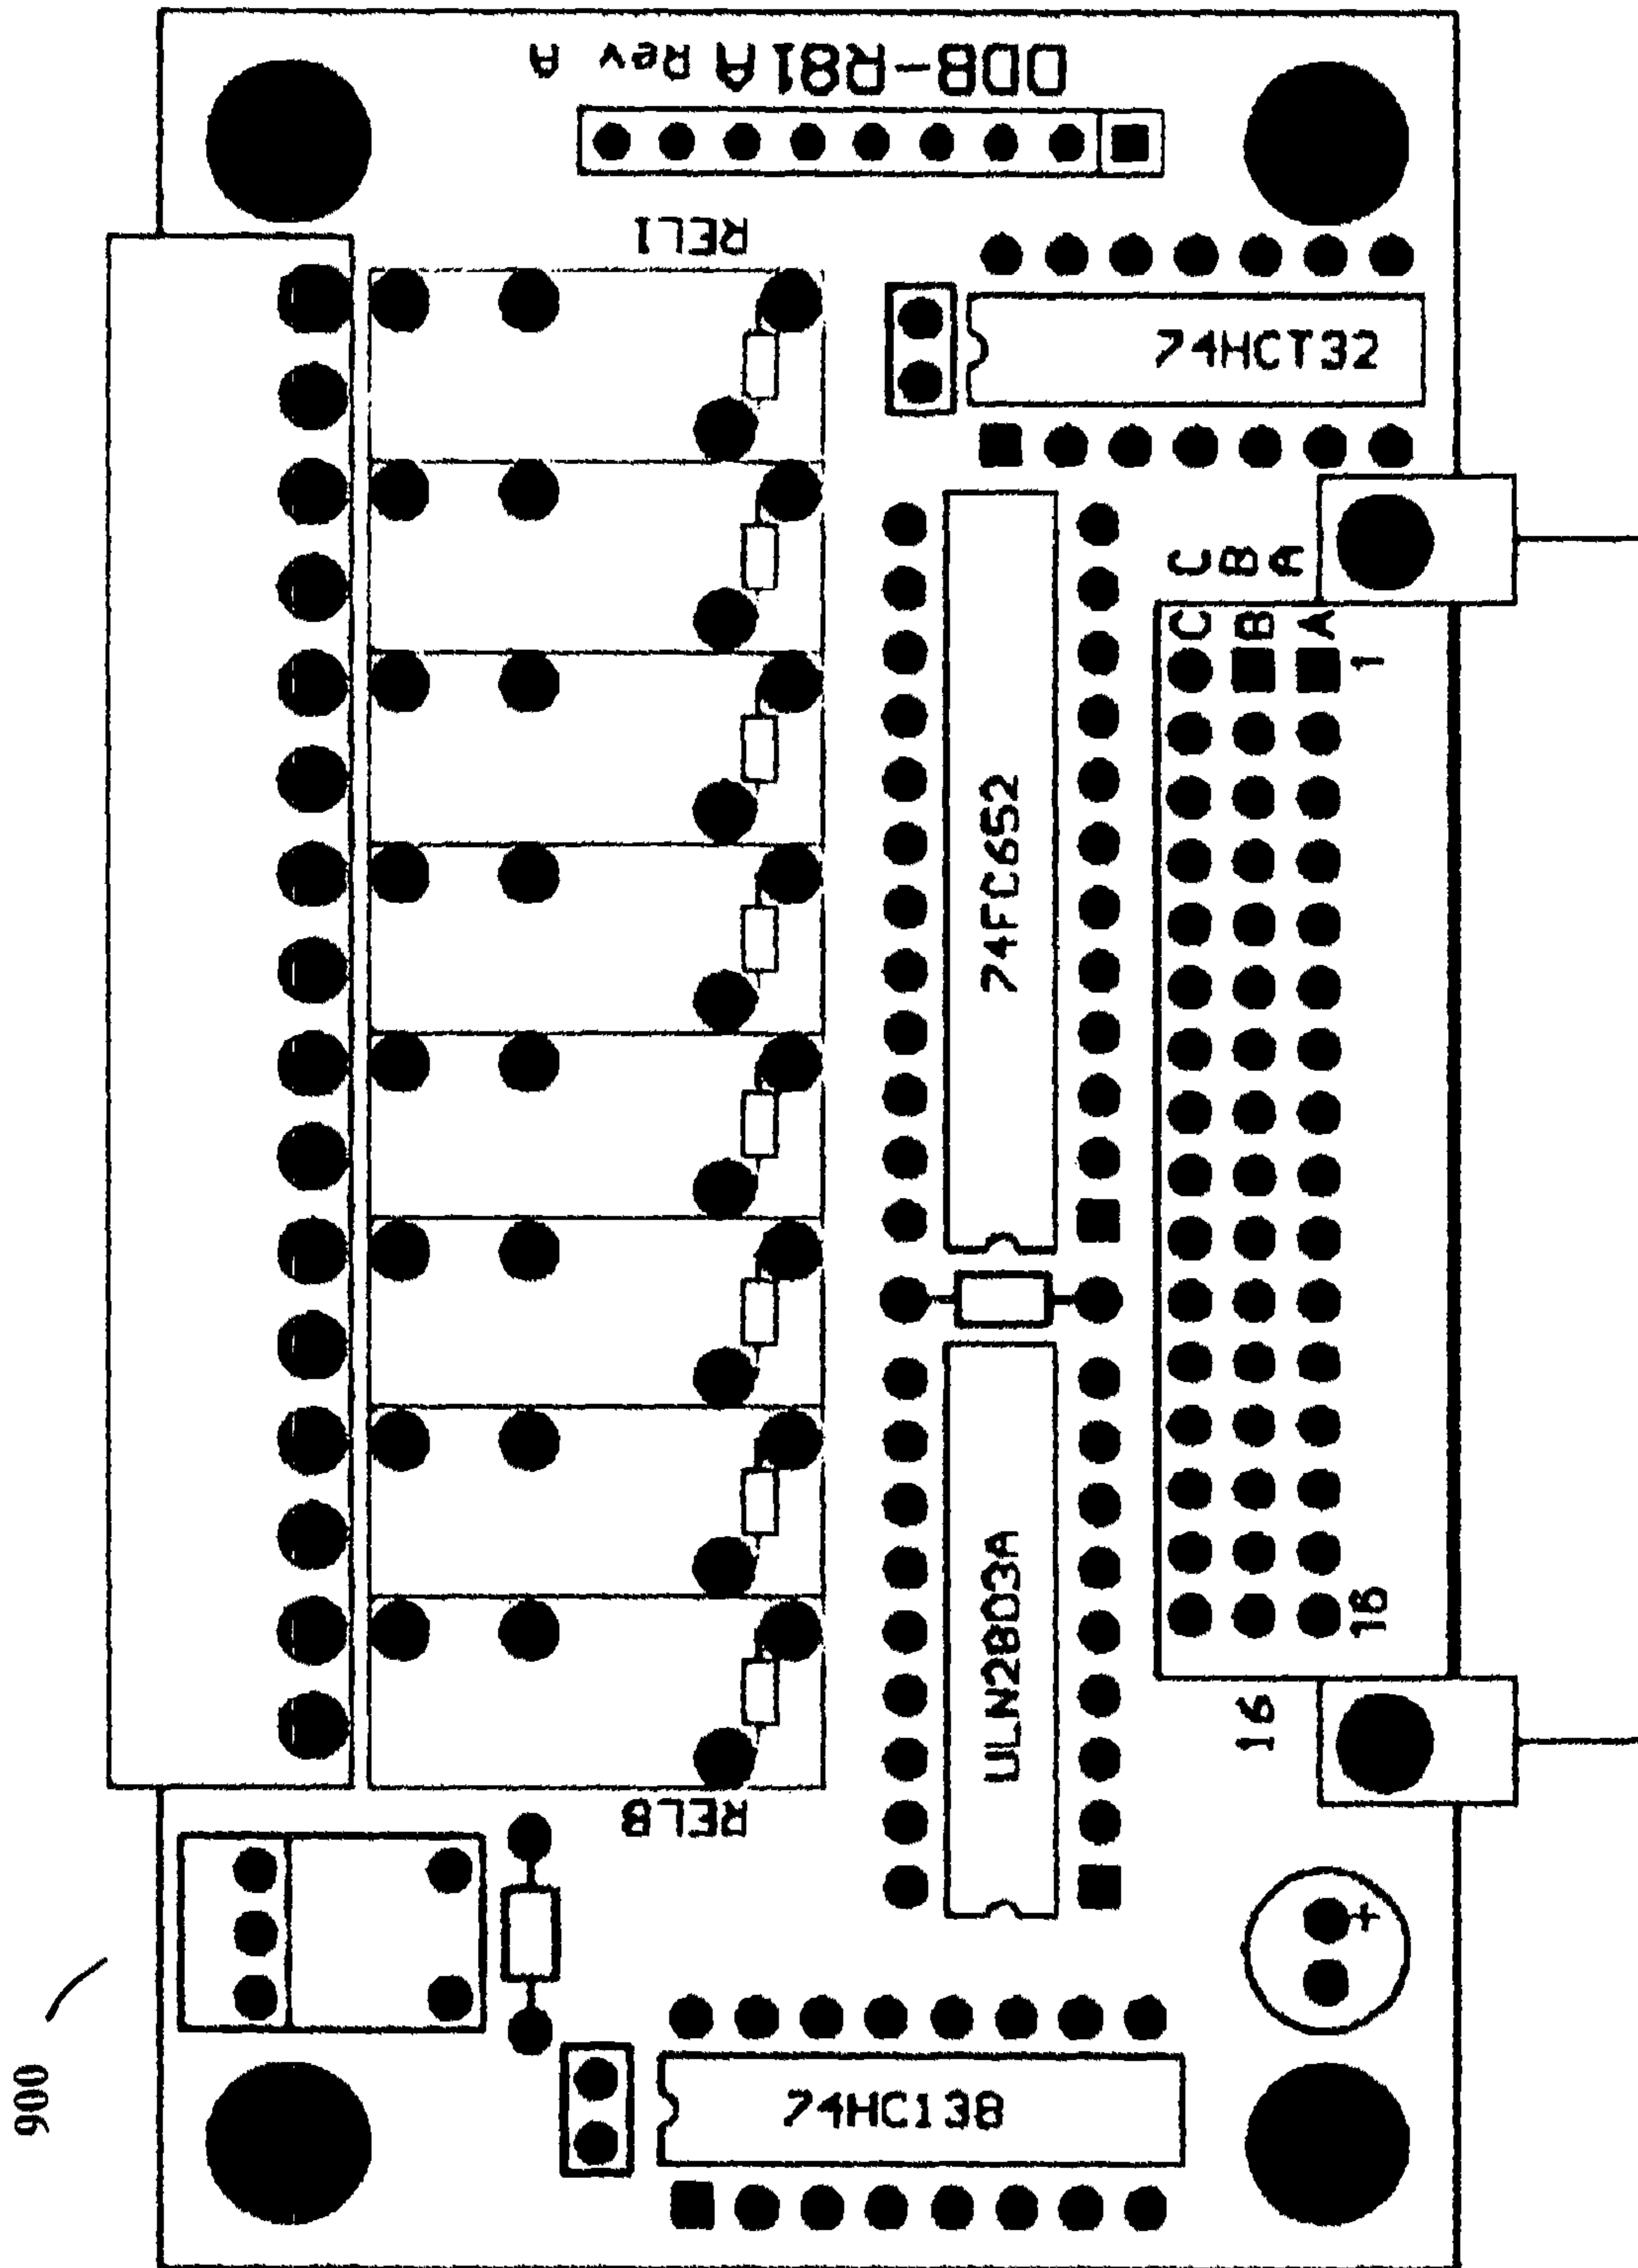 DDB-R81A Rev A
REL1
74HCT32
C B A
C B A
1
74FC652
ULN2803A
16
16
REL8
74HC138
+
900